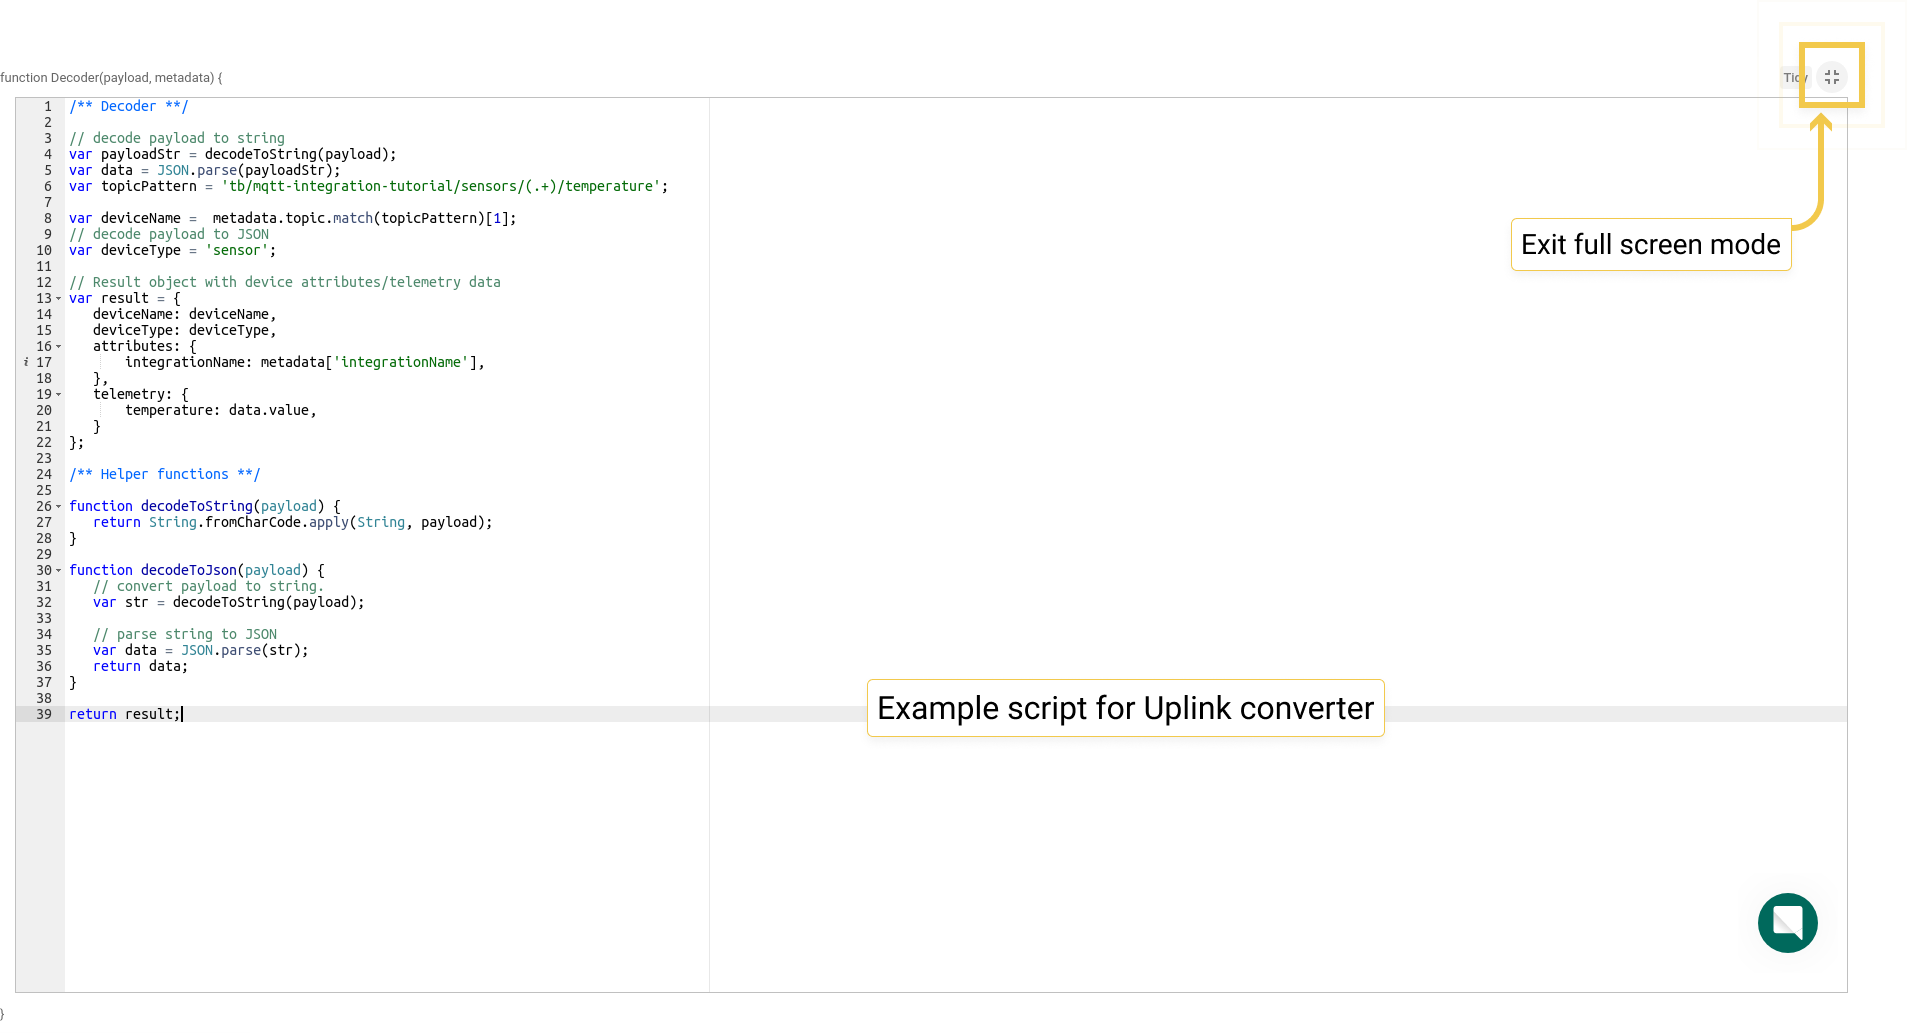 function Decoder(payload, metadata) {
Tidy
1 /** Decoder **/
2
3 // decode payload to string
4 var payloadStr = decodeToString(payload);
5 var data = JSON.parse(payloadStr);
6 var topicPattern = 'tb/mqtt-integration-tutorial/sensors/(.+)/temperature';
7
8 var deviceName =  metadata.topic.match(topicPattern)[1];
9 // decode payload to JSON
10 var deviceType = 'sensor';
11
12 // Result object with device attributes/telemetry data
13 var result = {
14    deviceName: deviceName,
15    deviceType: deviceType,
16    attributes: {
i 17        integrationName: metadata['integrationName'],
18    },
19    telemetry: {
20        temperature: data.value,
21    }
22 };
23
24 /** Helper functions **/
25
26 function decodeToString(payload) {
27    return String.fromCharCode.apply(String, payload);
28 }
29
30 function decodeToJson(payload) {
31    // convert payload to string.
32    var str = decodeToString(payload);
33
34    // parse string to JSON
35    var data = JSON.parse(str);
36    return data;
37 }
38
39 return result;
Exit full screen mode
Example script for Uplink converter
}